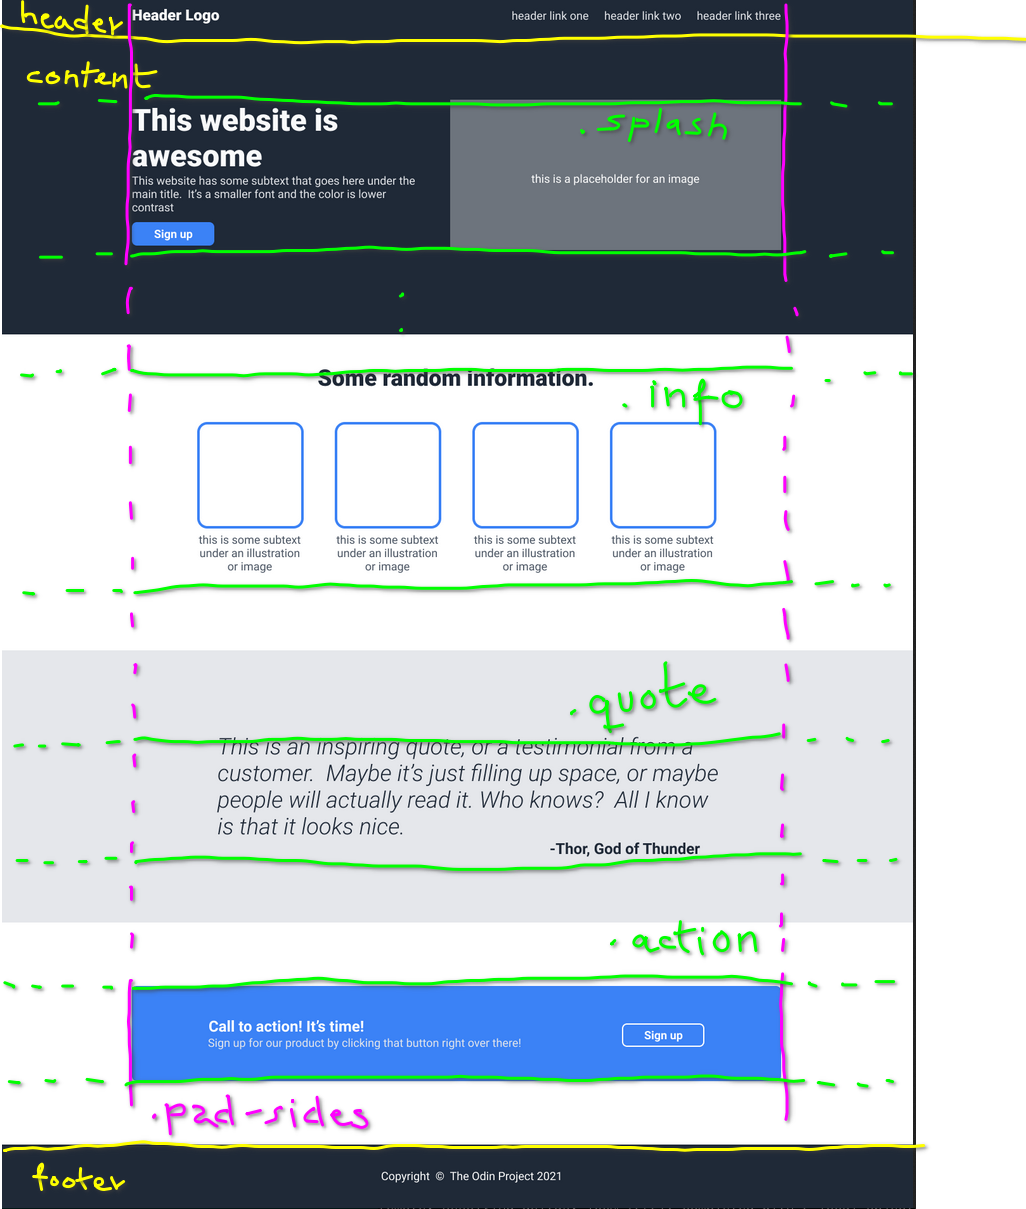 header
Header Logo
header link one header link two header link three
content
. splash
This website is
awesome
this is a placeholder for an image
This website has some subtext that goes here under the
main title. It's a smaller font and the color is lower
contrast
Sign up
Some random information.
. info
this is some subtext
under an illustration
or image
this is some subtext
under an illustration
or image
this is some subtext
under an illustration
or image
this is some subtext
under an illustration
or image
. quote
This is an inspiring quote, or a testimonial from a
customer. Maybe it's just filling up space, or maybe
people will actually read it. Who knows? All I know
is that it looks nice.
-Thor, God of Thunder
. action
Call to action! It's time!
Sign up for our product by clicking that button right over there!
Sign up
.pad-sides
footer
Copyright © The Odin Project 2021